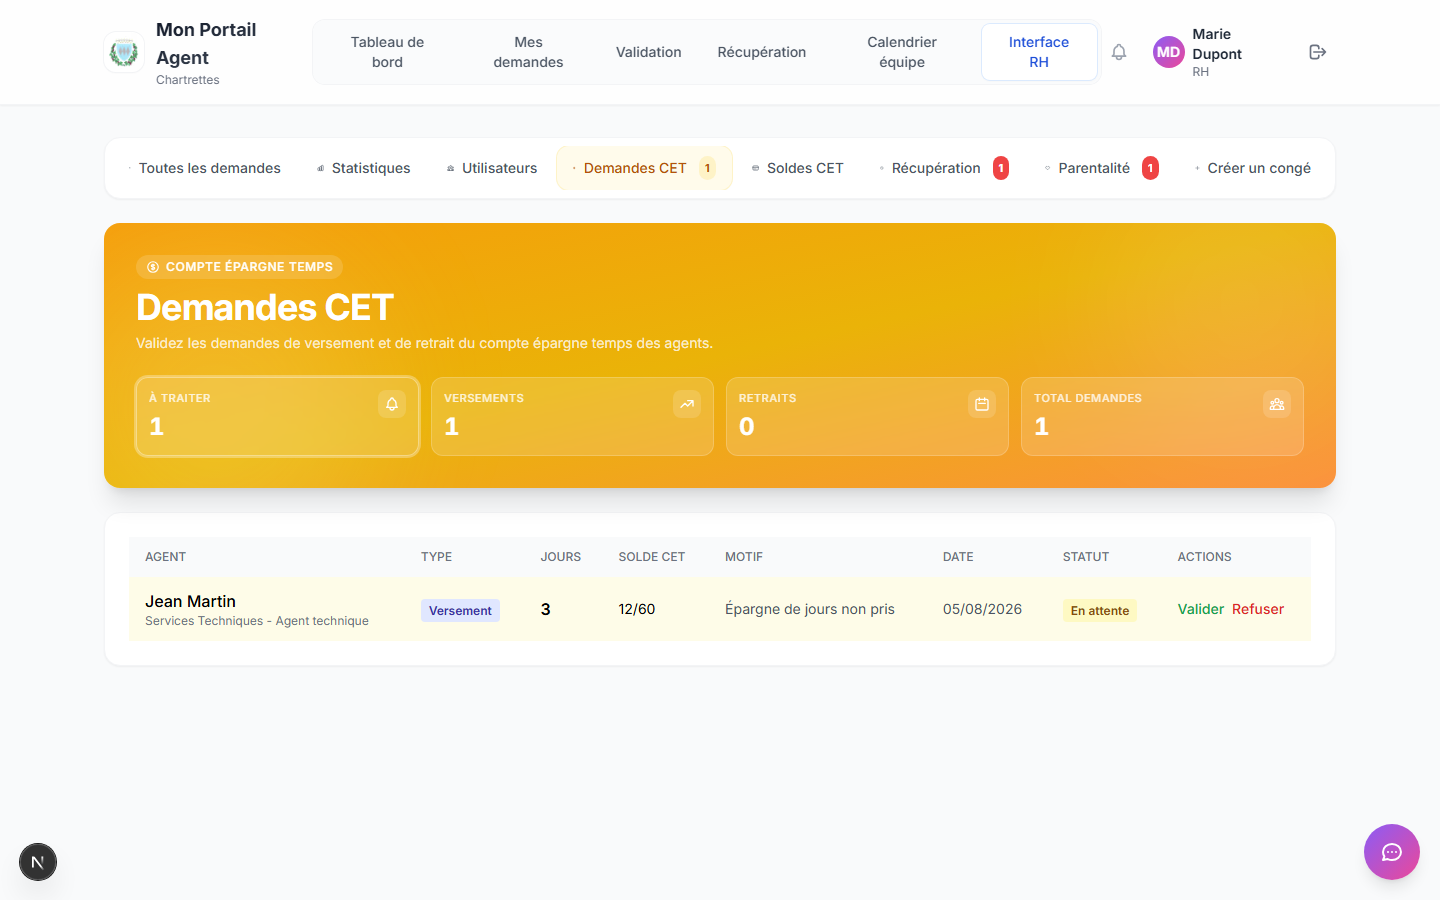 Mon Portail
Agent
Chartrettes
Tableau de
bord
Mes
demandes
Validation
Récupération
Calendrier
équipe
Interface
RH
MD
Marie
Dupont
RH
Toutes les demandes
Statistiques
Utilisateurs
Demandes CET 1
Soldes CET
Récupération 1
Parentalité 1
Créer un congé
COMPTE ÉPARGNE TEMPS
Demandes CET
Validez les demandes de versement et de retrait du compte épargne temps des agents.
À TRAITER
1
VERSEMENTS
1
RETRAITS
0
TOTAL DEMANDES
1
AGENT TYPE JOURS SOLDE CET MOTIF DATE STATUT ACTIONS
Jean Martin
Services Techniques - Agent technique
Versement 3 12/60 Épargne de jours non pris 05/08/2026 En attente Valider Refuser
N